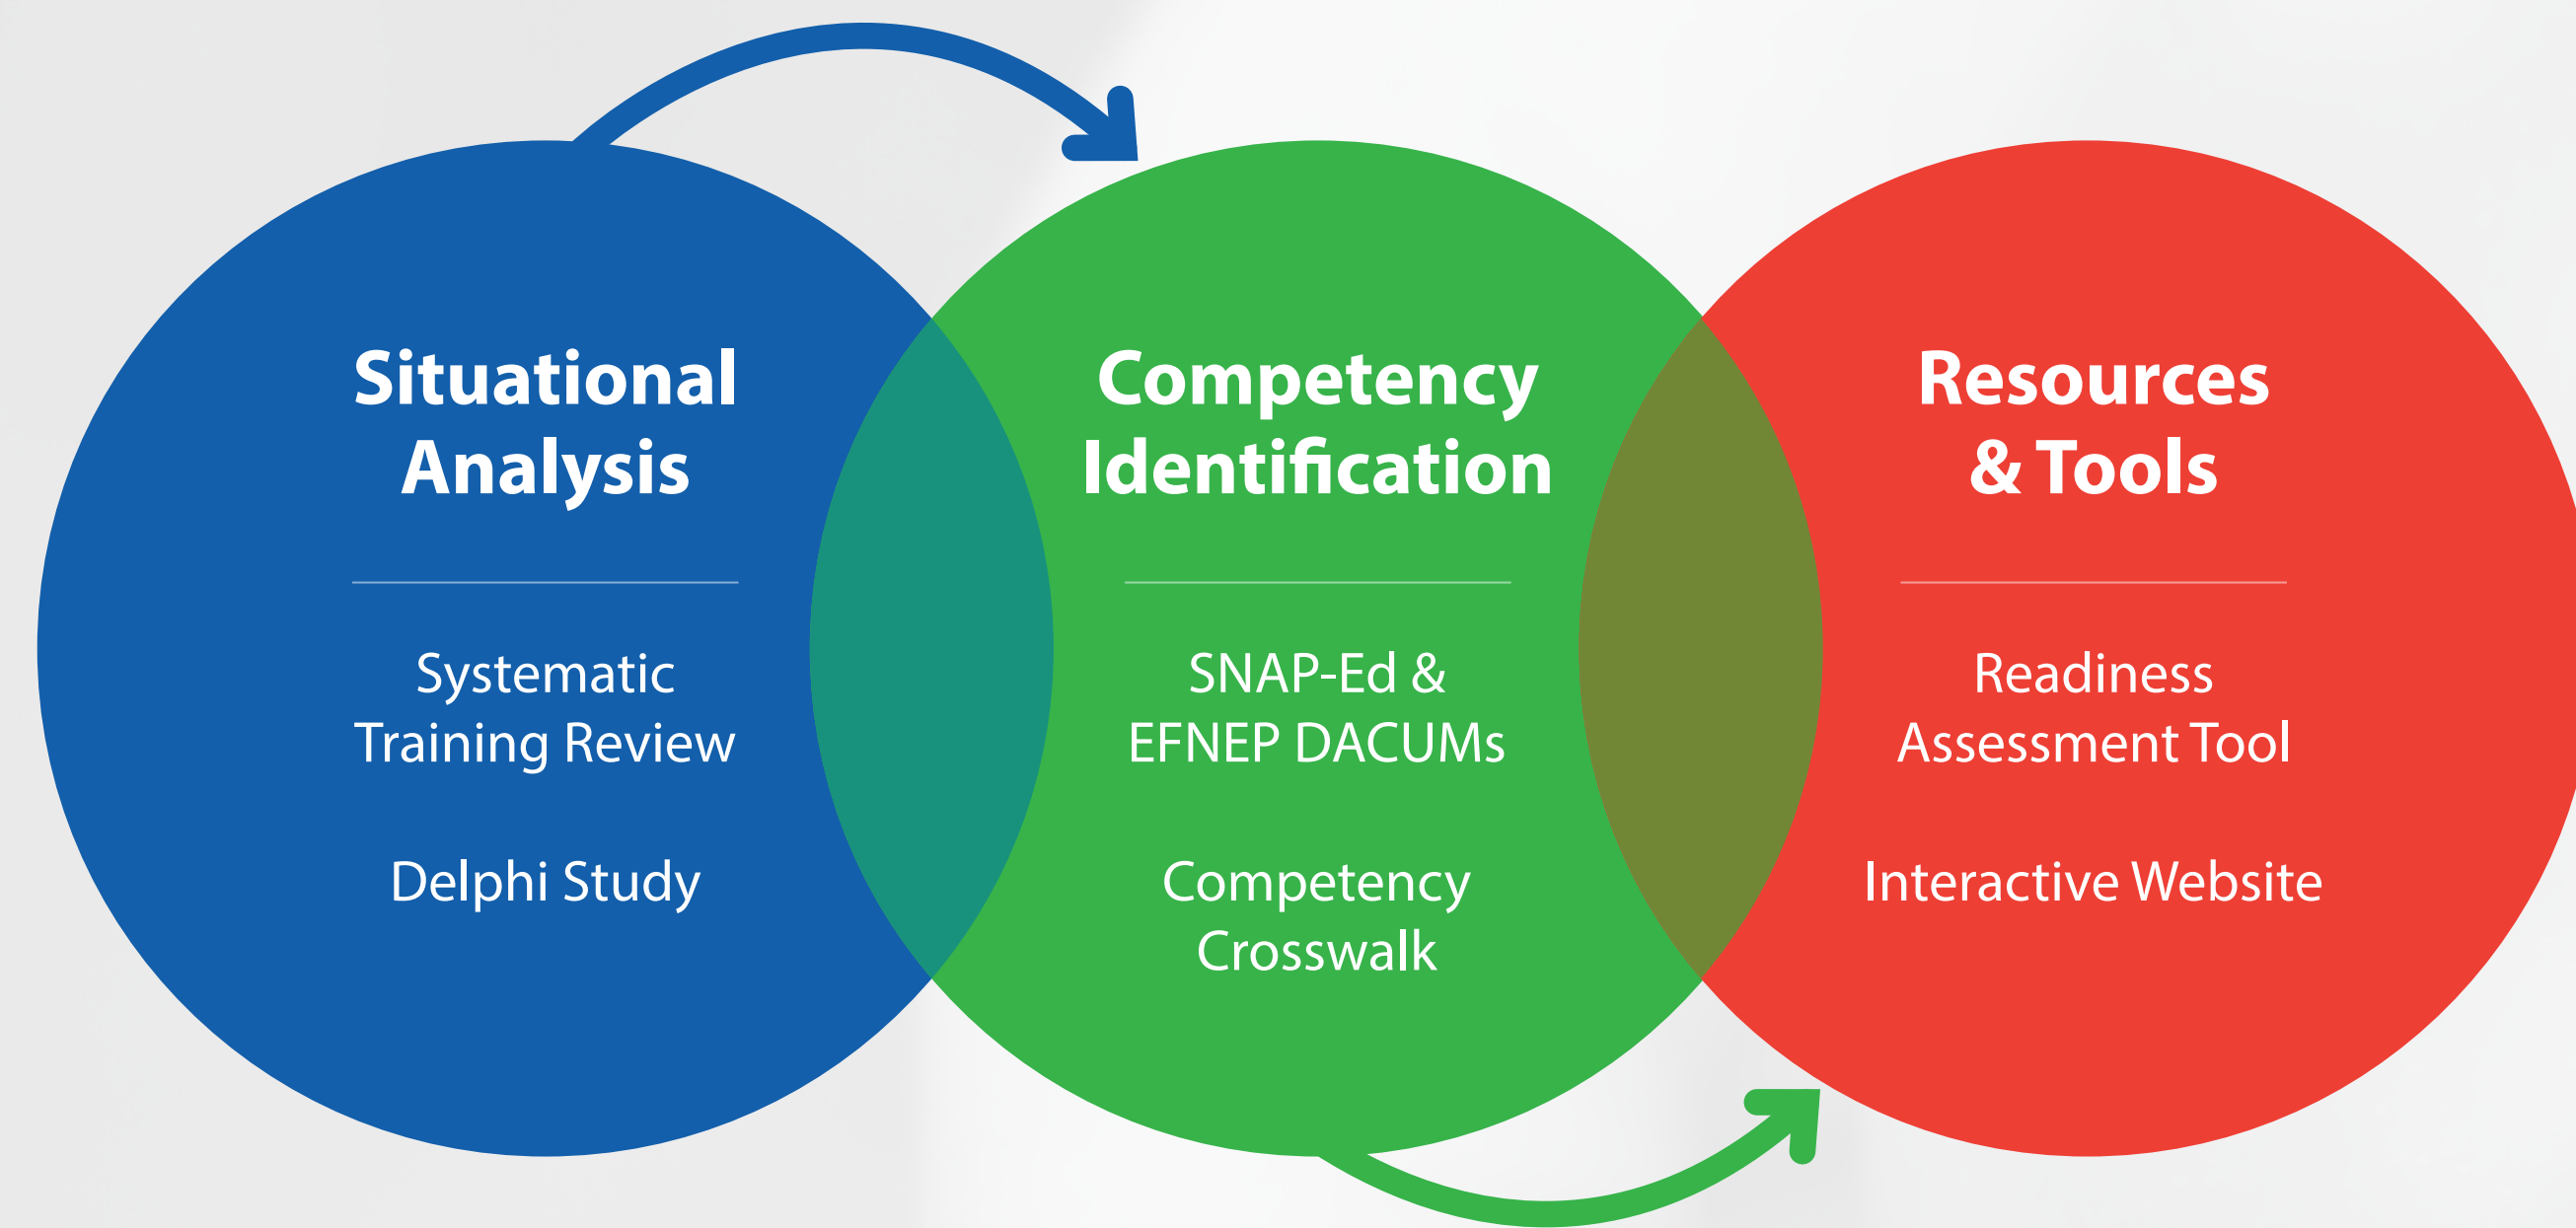 Situational
Analysis
Systematic
Training Review
Delphi Study
Competency
Identification
SNAP-Ed &
EFNEP DACUMs
Competency
Crosswalk
Resources
& Tools
Readiness
Assessment Tool
Interactive Website